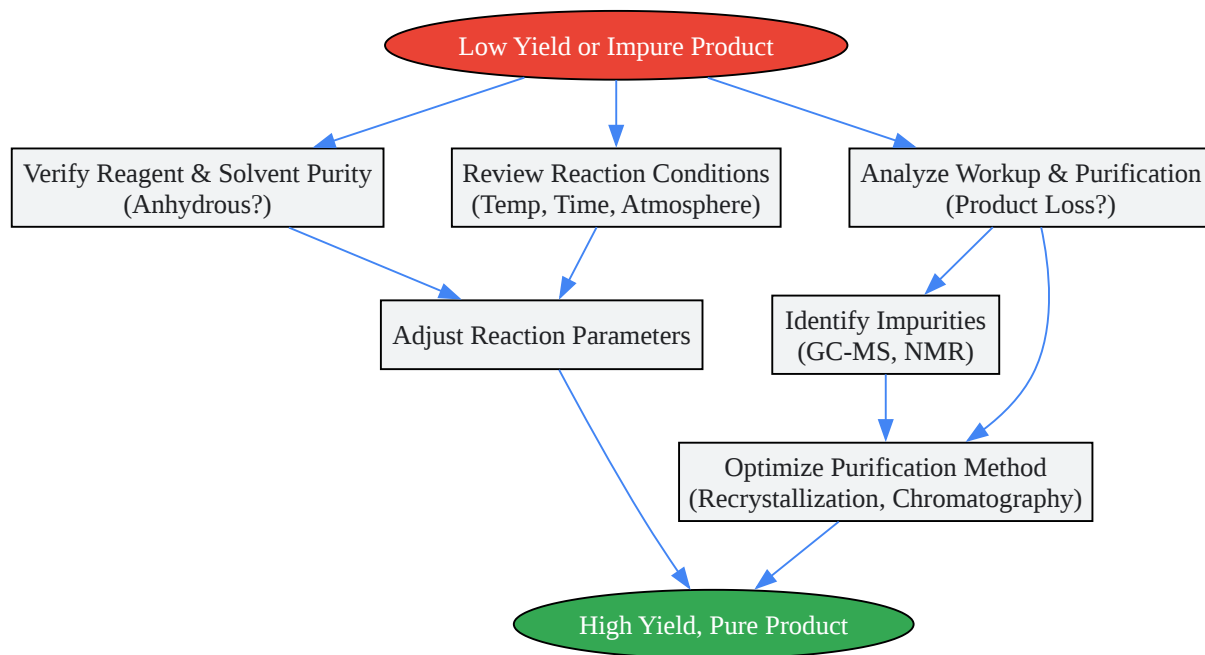 Low Yield or Impure Product
Verify Reagent & Solvent Purity
(Anhydrous?)
Review Reaction Conditions
(Temp, Time, Atmosphere)
Analyze Workup & Purification
(Product Loss?)
Adjust Reaction Parameters
Identify Impurities
(GC-MS, NMR)
Optimize Purification Method
(Recrystallization, Chromatography)
High Yield, Pure Product